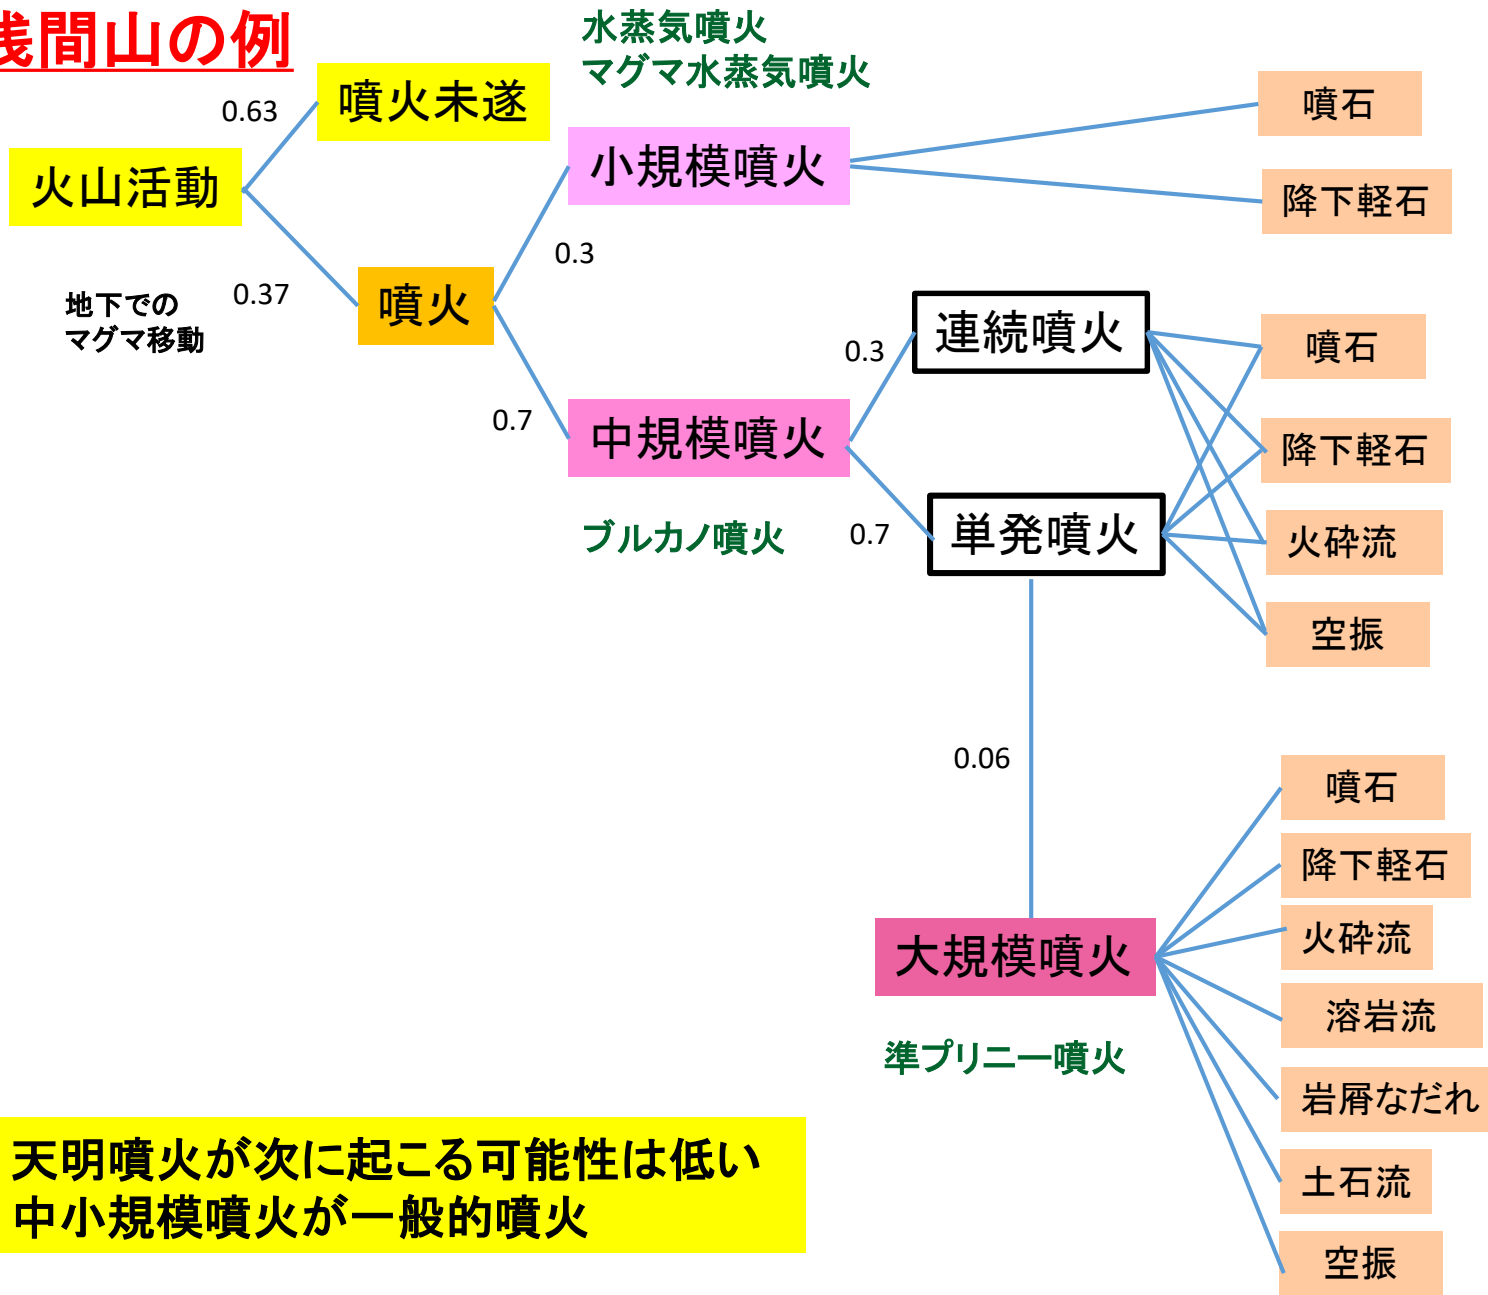 浅間山の例
水蒸気噴火
マグマ水蒸気噴火
0.63
噴火未遂
火山活動
小規模噴火
噴石
降下軽石
地下での
マグマ移動
0.37
噴火
0.3
0.7
中規模噴火
ブルカノ噴火
0.3
連続噴火
0.7
単発噴火
噴石
降下軽石
火砕流
空振
0.06
大規模噴火
準プリニー噴火
噴石
降下軽石
火砕流
溶岩流
岩屑なだれ
土石流
空振
天明噴火が次に起こる可能性は低い
中小規模噴火が一般的噴火